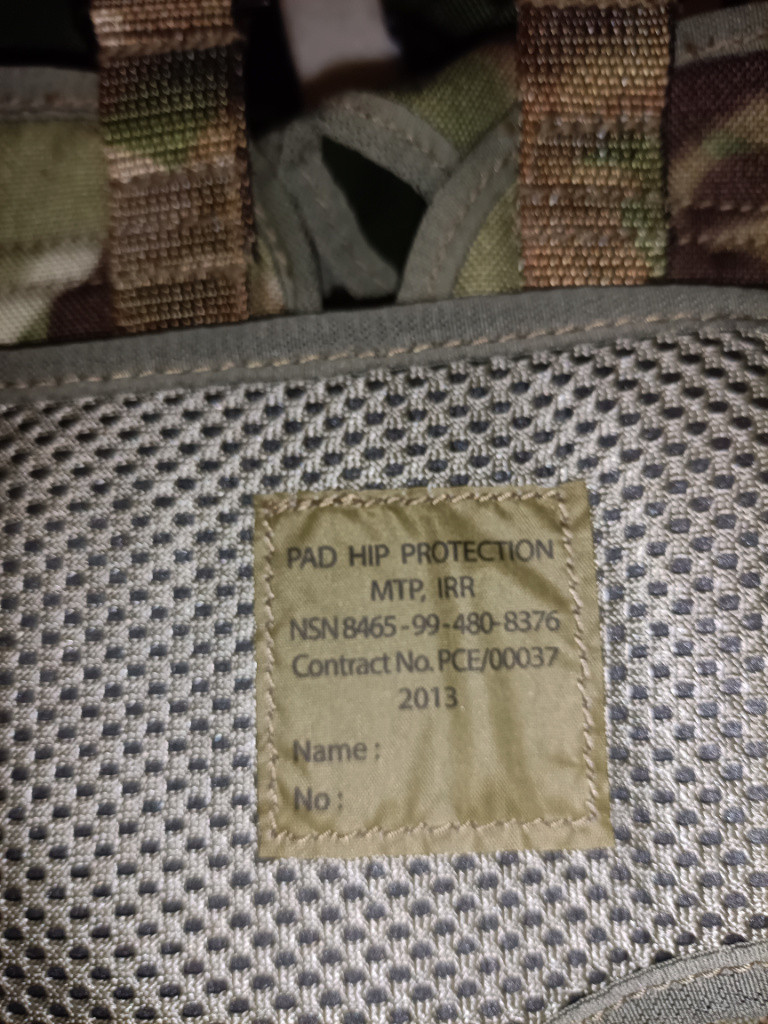 PAD HIP PROTECTION
MTP, IRR
NSN 8465-99-480-8376
Contract No. PCE/00037
2013
Name :
No :